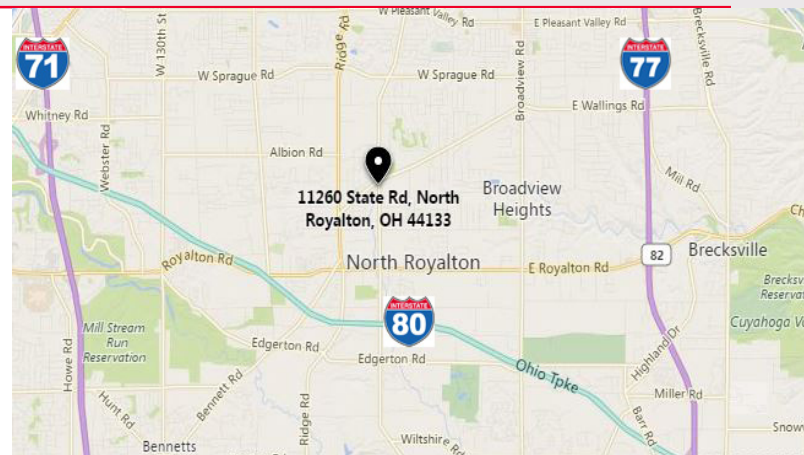 W Pleasant Valley Rd
E Pleasant Valley Rd
Brecksville Rd
W 130th St
Ridge Rd
INTERSTATE
71
W Sprague Rd
W Sprague Rd
Broadview Rd
INTERSTATE
77
E Wallings Rd
Whitney Rd
Webster Rd
Albion Rd
Mill Rd
11260 State Rd, North
Royalton, OH 44133
Broadview
Heights
Royalton Rd
North Royalton
E Royalton Rd
82
Brecksville
INTERSTATE
80
Mill Stream
Run
Reservation
Edgerton Rd
Edgerton Rd
Howe Rd
Hunt Rd
Bennett Rd
Ridge Rd
Ohio Tpke
Highland Dr
Miller Rd
Barr Rd
Wiltshire Rd
Bennetts